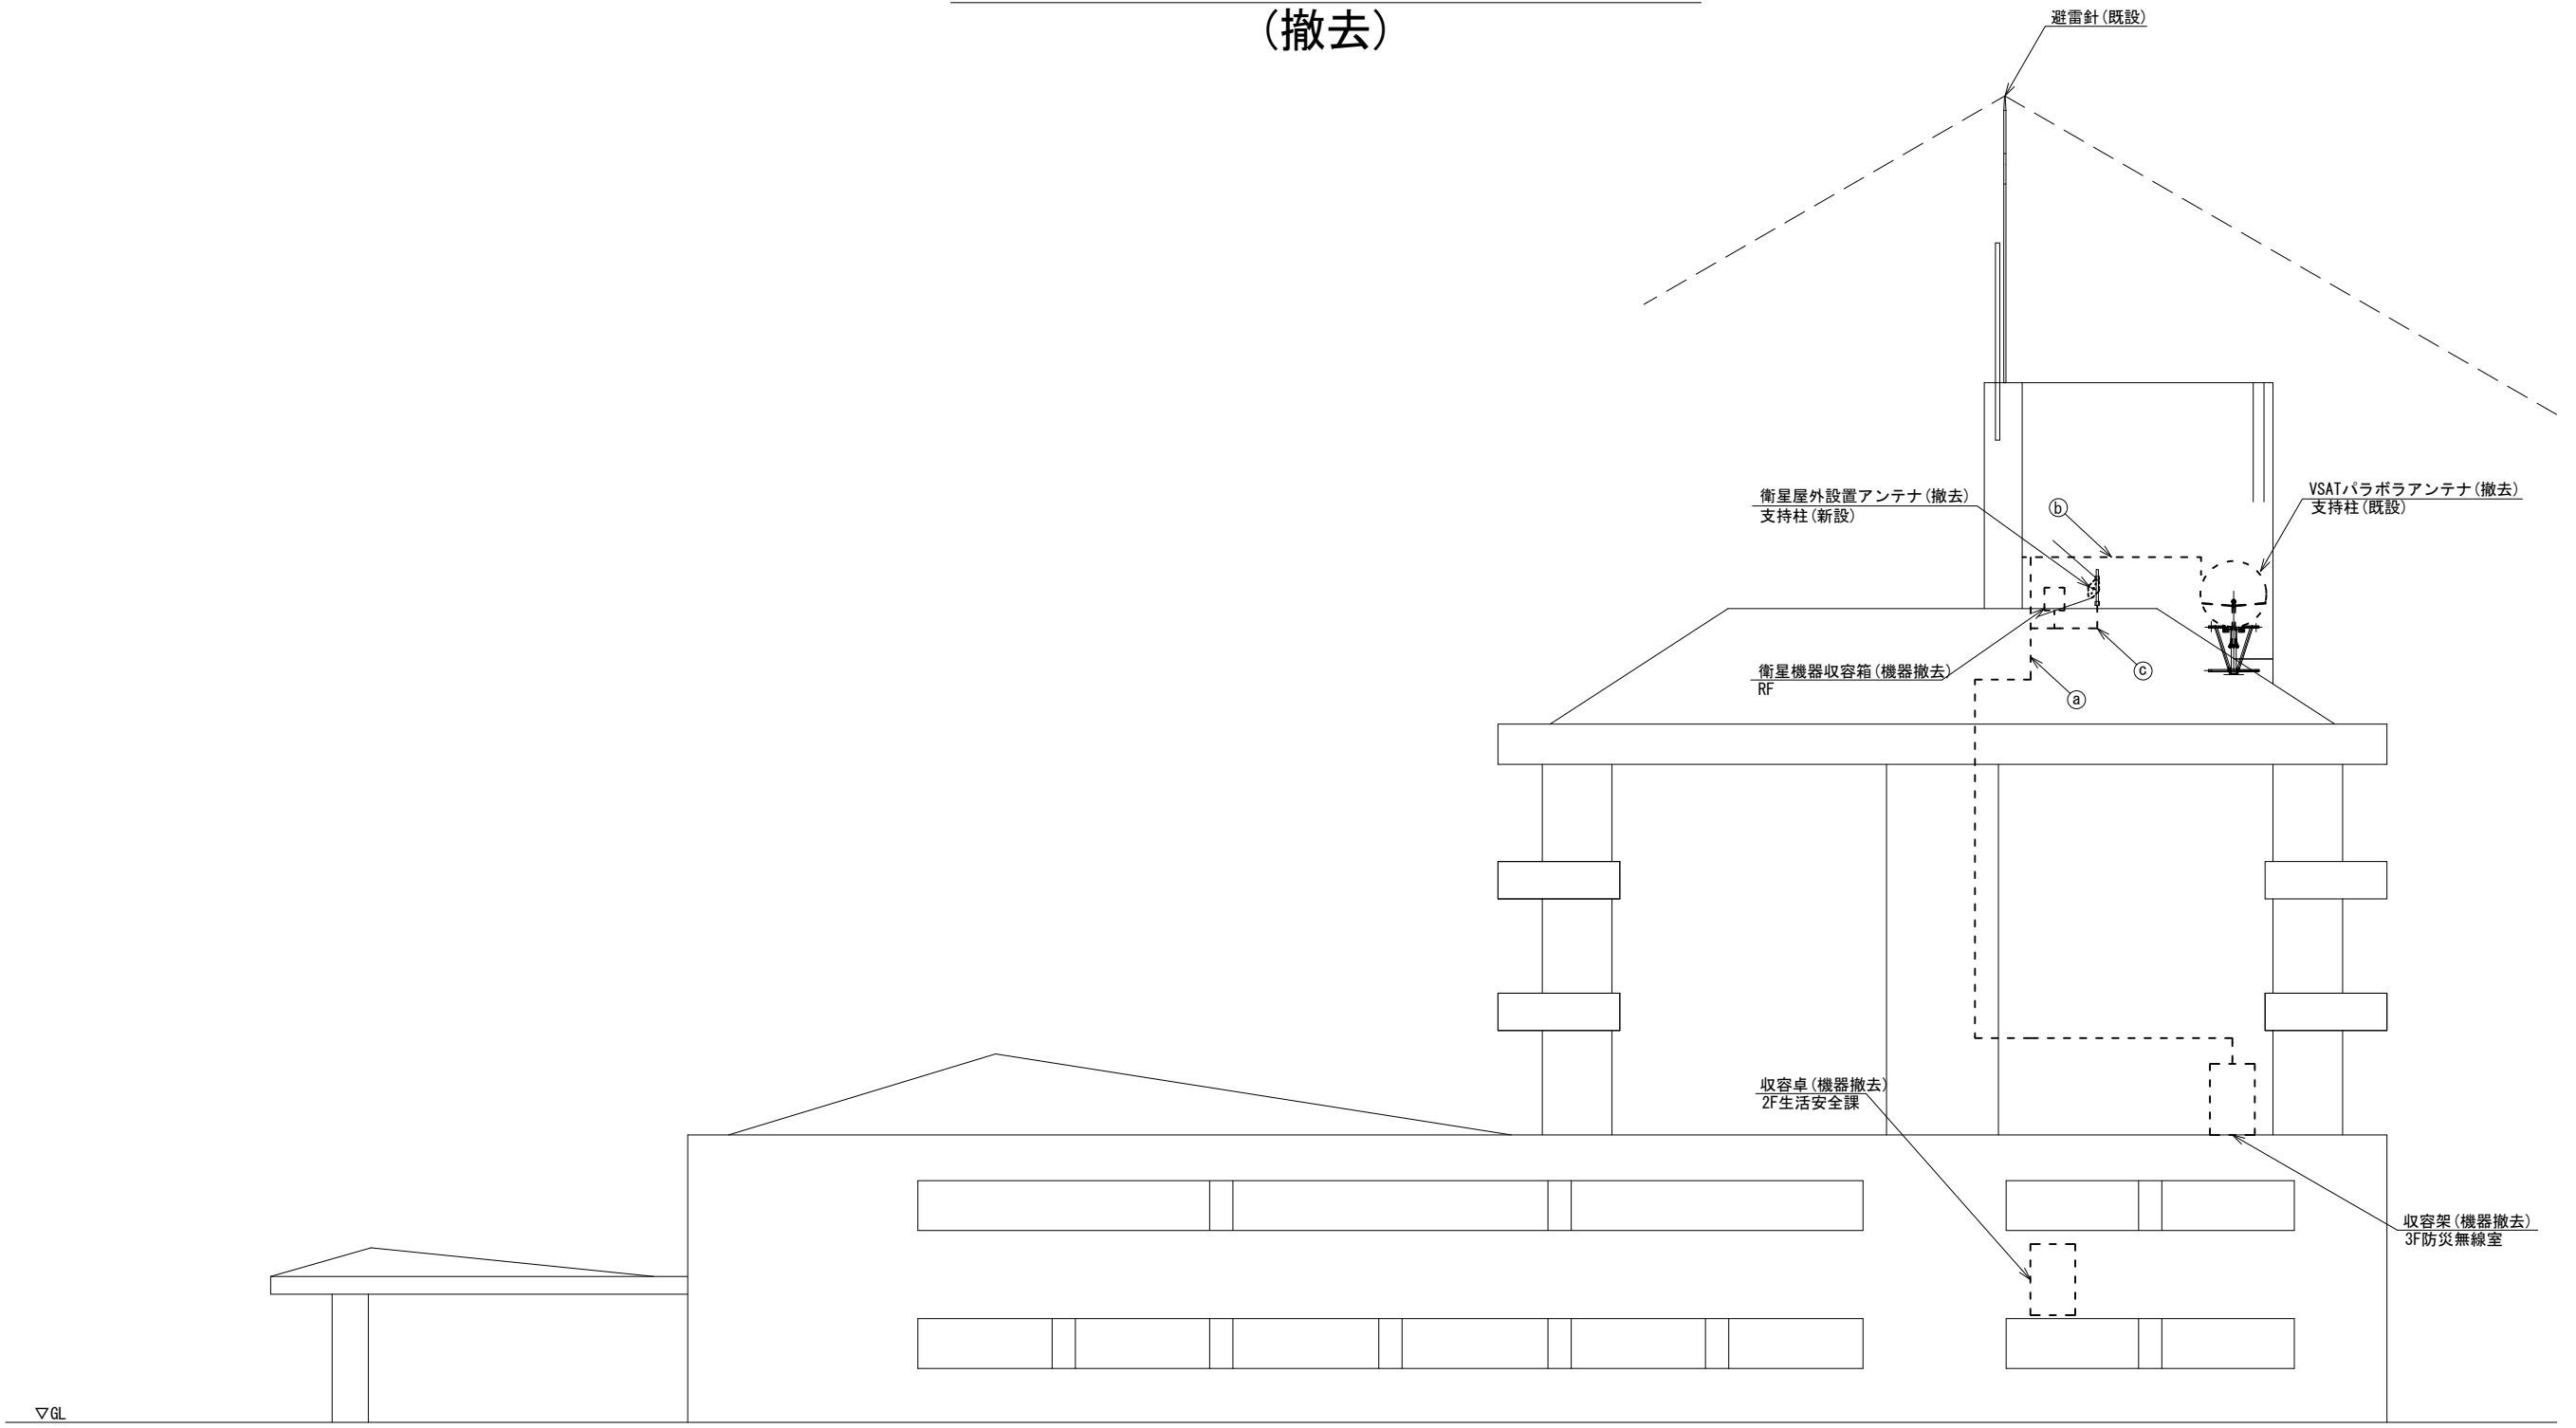 (撤去)
避雷針(既設)
衛星屋外設置アンテナ(撤去)
支持柱(新設)
ⓑ
VSATパラボラアンテナ(撤去)
支持柱(既設)
衛星機器収容箱(機器撤去)
RF
ⓒ
ⓐ
収容卓(機器撤去)
2F生活安全課
収容架(機器撤去)
3F防災無線室
▽GL